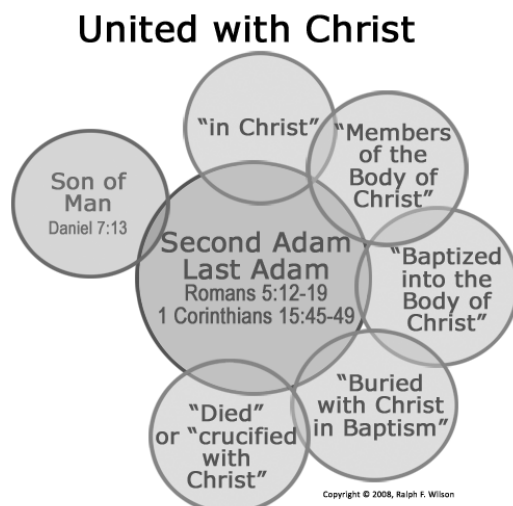 United with Christ
“in Christ”
“Members
of the
Body of
Christ”
Son of
Man
Daniel 7:13
Second Adam
Last Adam
Romans 5:12-19
1 Corinthians 15:45-49
“Baptized
into the
Body of
Christ”
“Buried
with Christ
in Baptism”
“Died”
or “crucified
with
Christ”
Copyright © 2008, Ralph F. Wilson